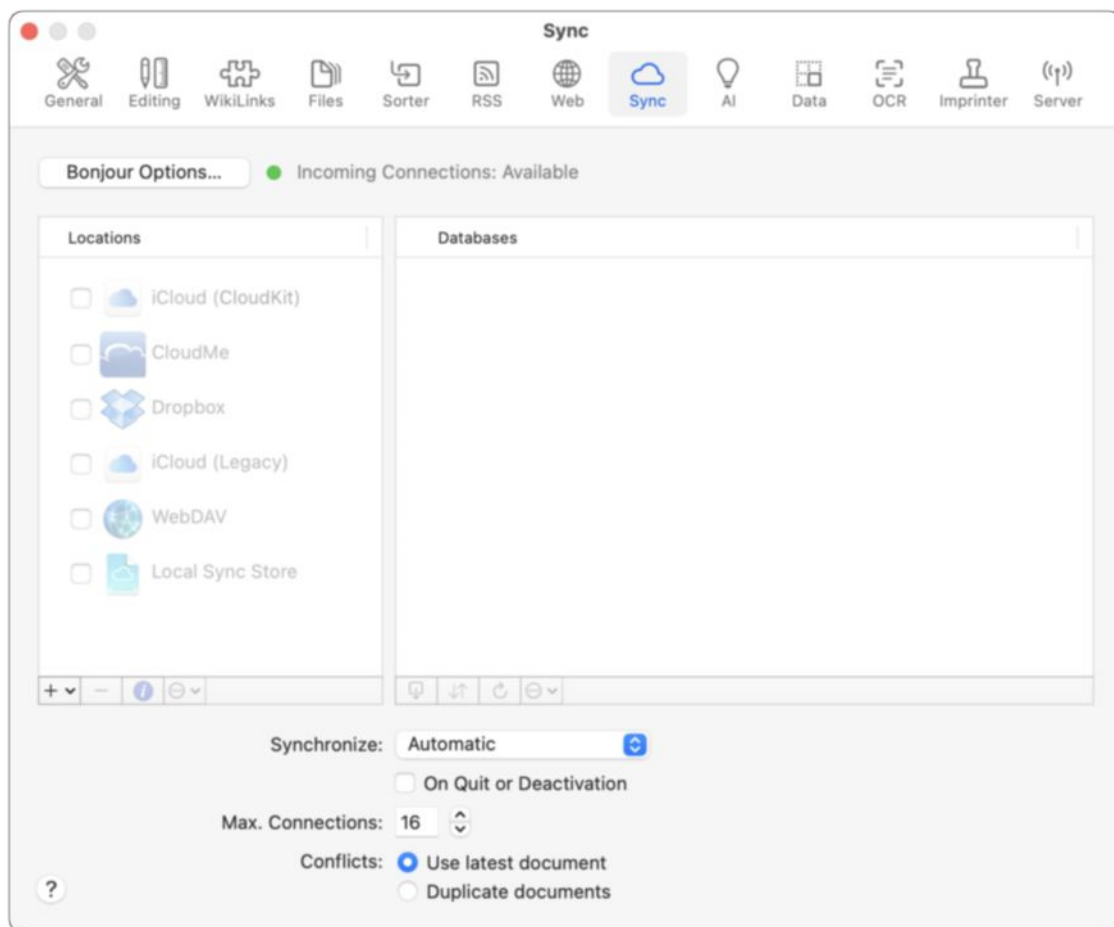 Sync
General Editing WikiLinks Files Sorter RSS Web Sync AI Data OCR Imprinter Server
Bonjour Options... Incoming Connections: Available
Locations
iCloud (CloudKit)
CloudMe
Dropbox
iCloud (Legacy)
WebDAV
Local Sync Store
Databases
Synchronize: Automatic
On Quit or Deactivation
Max. Connections: 16
Conflicts: Use latest document
Duplicate documents
?